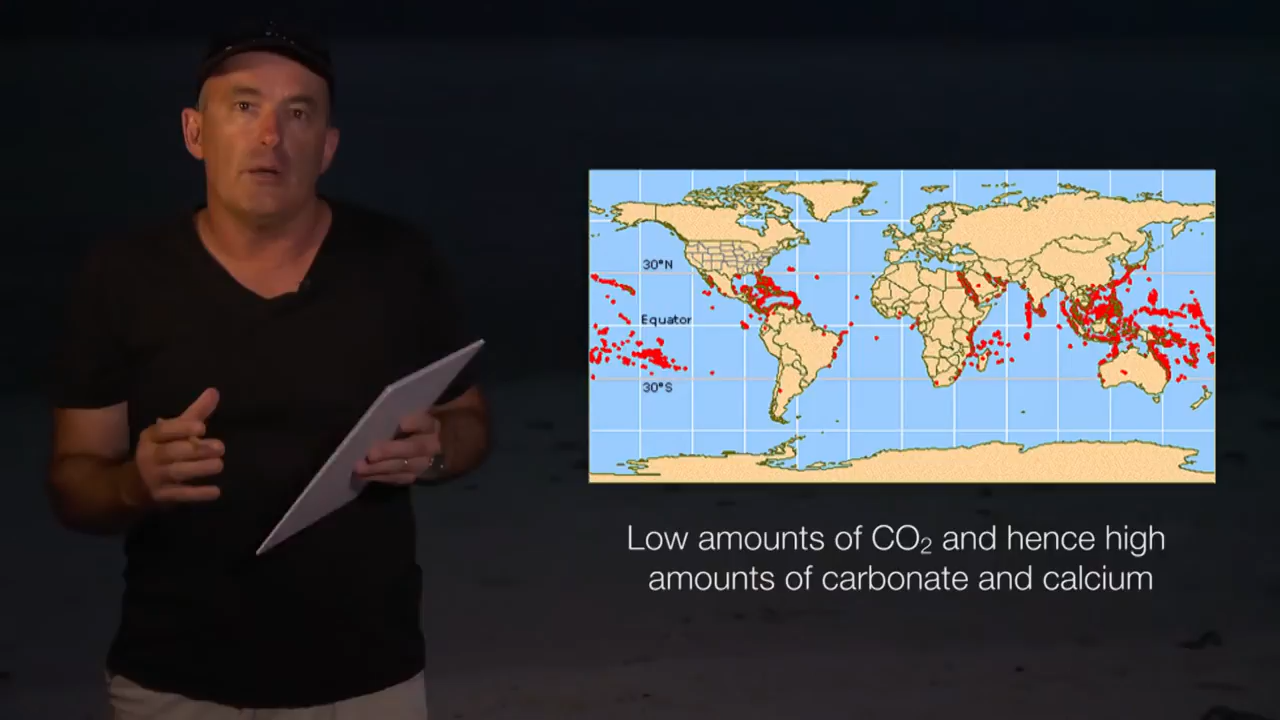 30°N
Equator
30°S
Low amounts of CO₂ and hence high
amounts of carbonate and calcium